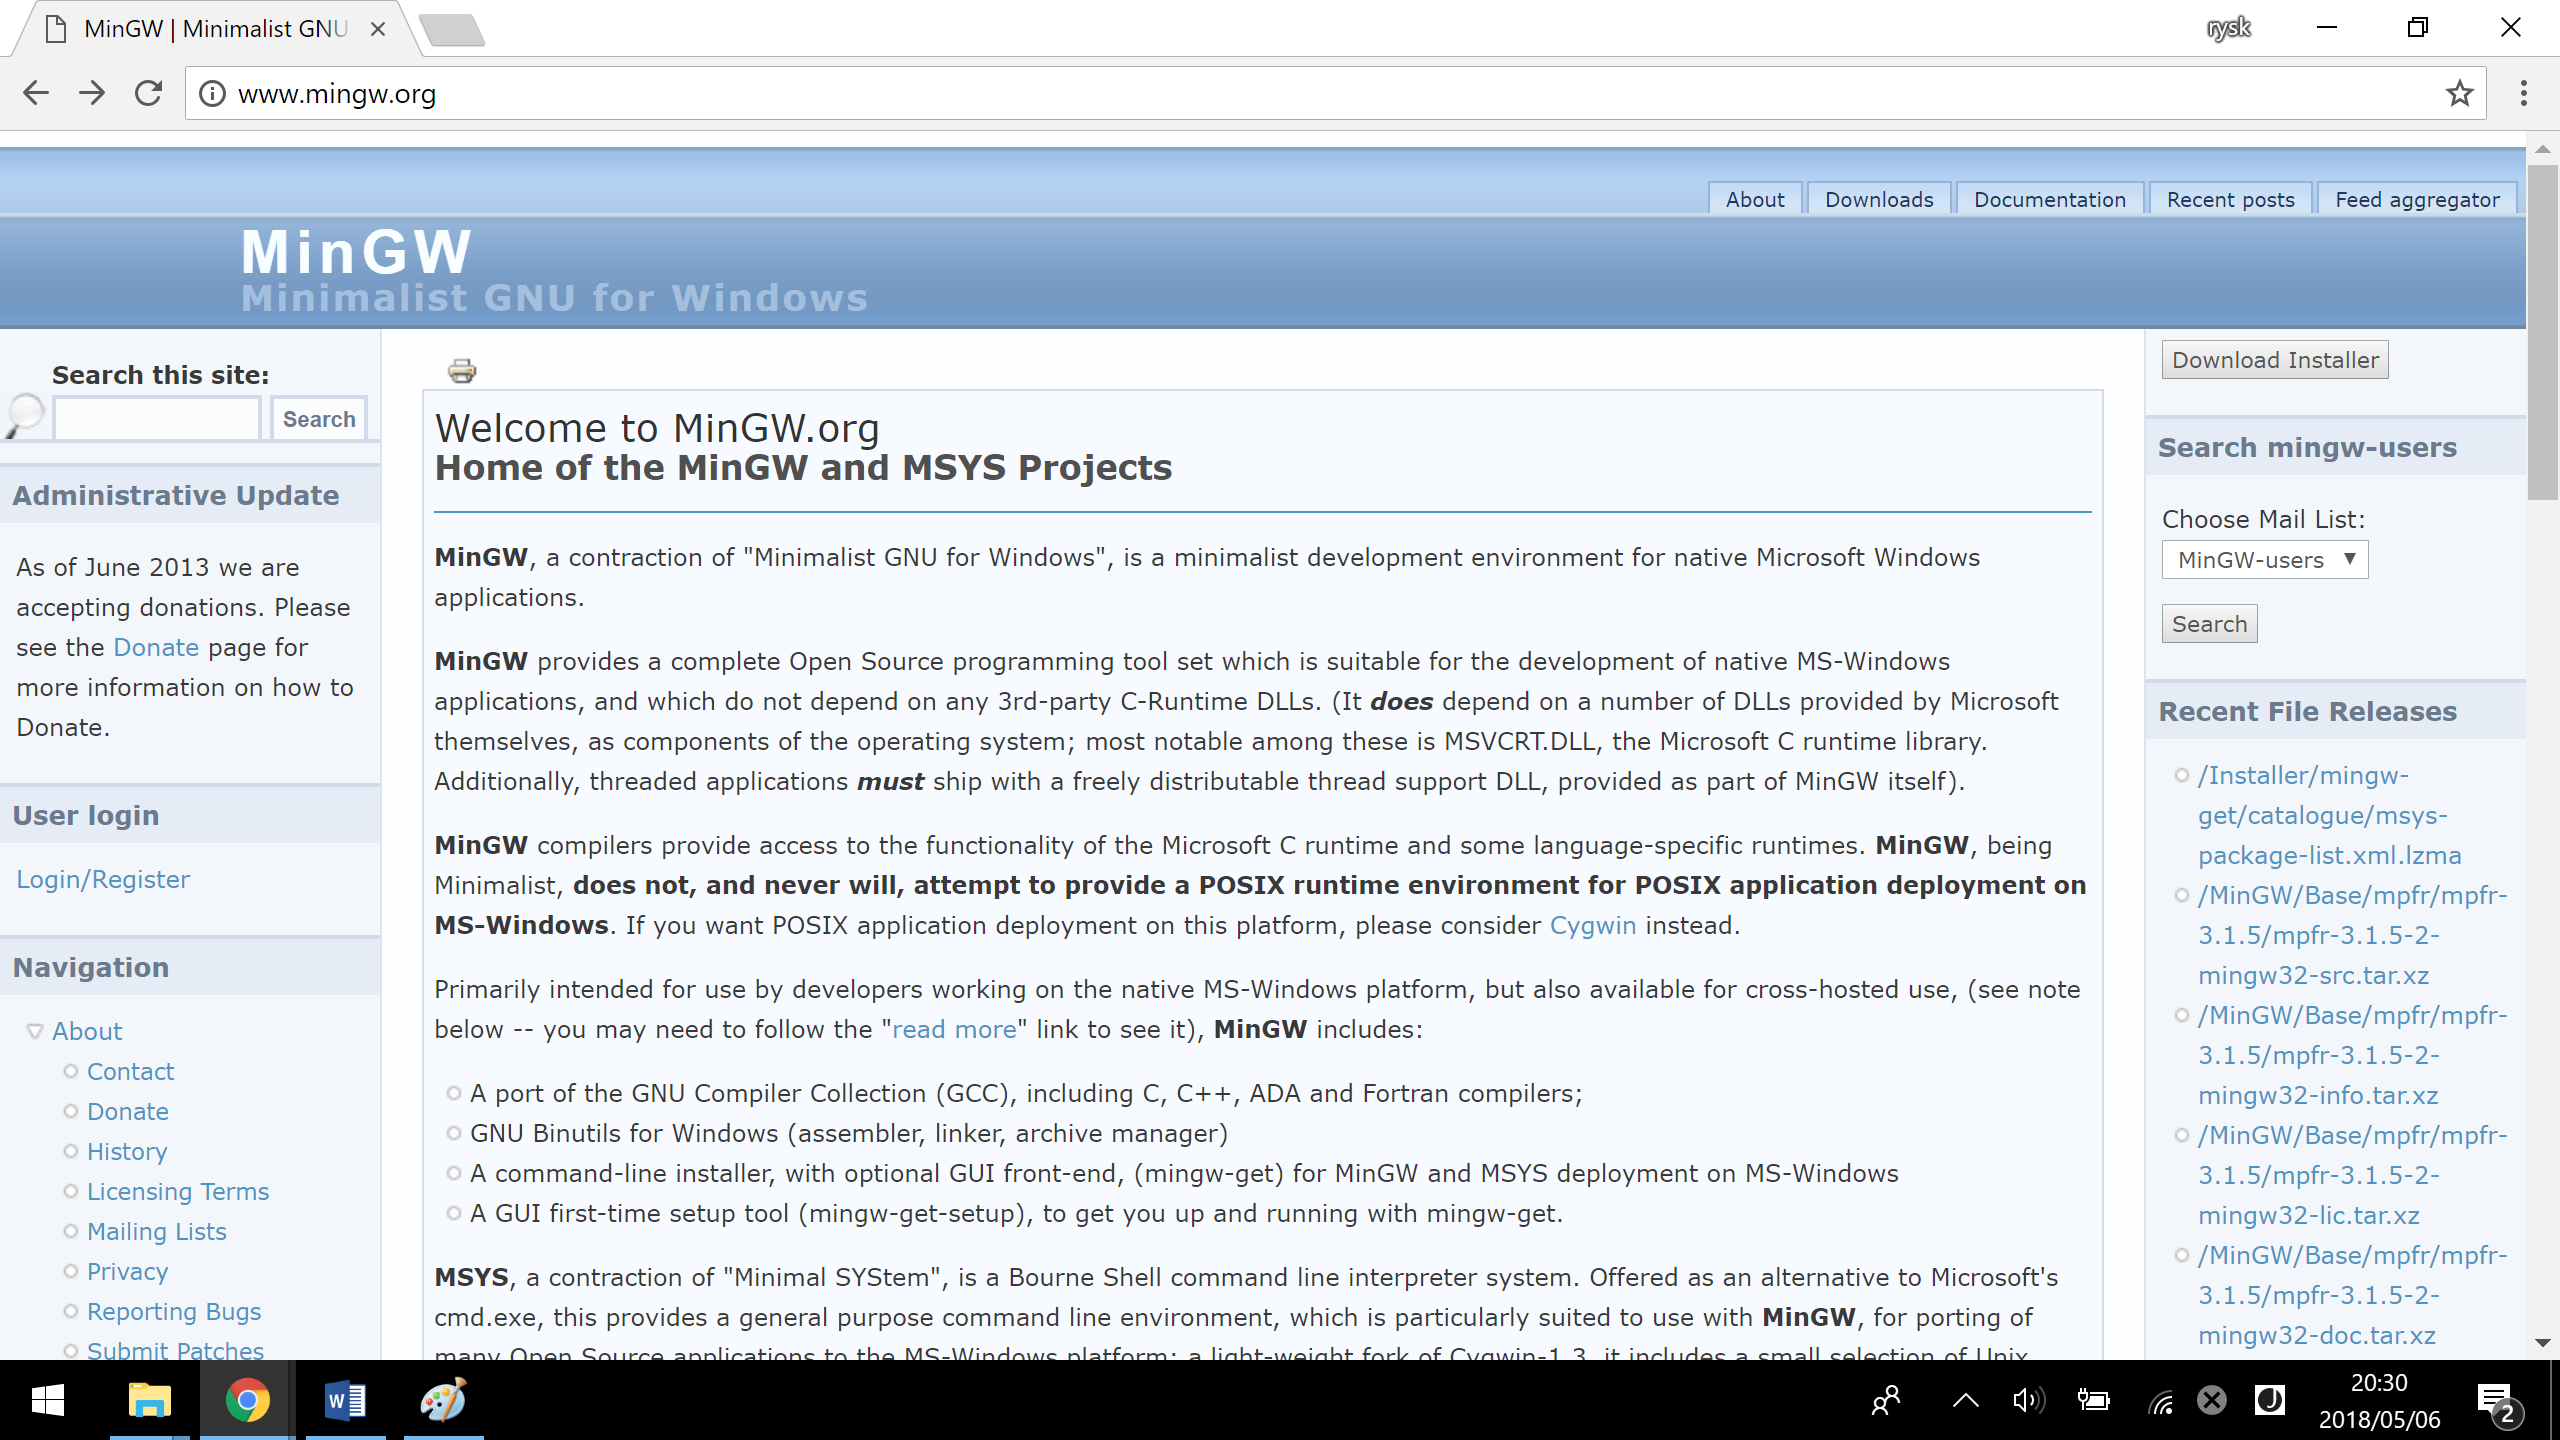 MinGW | Minimalist GNU
rysk
www.mingw.org
About
Downloads
Documentation
Recent posts
Feed aggregator
MinGW
Minimalist GNU for Windows
Search this site:
Search
Administrative Update
As of June 2013 we are
accepting donations. Please
see the Donate page for
more information on how to
Donate.
User login
Login/Register
Navigation
About
Contact
Donate
History
Licensing Terms
Mailing Lists
Privacy
Reporting Bugs
Submit Patches
Welcome to MinGW.org
Home of the MinGW and MSYS Projects
MinGW, a contraction of "Minimalist GNU for Windows", is a minimalist development environment for native Microsoft Windows
applications.
MinGW provides a complete Open Source programming tool set which is suitable for the development of native MS-Windows
applications, and which do not depend on any 3rd-party C-Runtime DLLs. (It does depend on a number of DLLs provided by Microsoft
themselves, as components of the operating system; most notable among these is MSVCRT.DLL, the Microsoft C runtime library.
Additionally, threaded applications must ship with a freely distributable thread support DLL, provided as part of MinGW itself).
MinGW compilers provide access to the functionality of the Microsoft C runtime and some language-specific runtimes. MinGW, being
Minimalist, does not, and never will, attempt to provide a POSIX runtime environment for POSIX application deployment on
MS-Windows. If you want POSIX application deployment on this platform, please consider Cygwin instead.
Primarily intended for use by developers working on the native MS-Windows platform, but also available for cross-hosted use, (see note
below -- you may need to follow the "read more" link to see it), MinGW includes:
A port of the GNU Compiler Collection (GCC), including C, C++, ADA and Fortran compilers;
GNU Binutils for Windows (assembler, linker, archive manager)
A command-line installer, with optional GUI front-end, (mingw-get) for MinGW and MSYS deployment on MS-Windows
A GUI first-time setup tool (mingw-get-setup), to get you up and running with mingw-get.
MSYS, a contraction of "Minimal SYStem", is a Bourne Shell command line interpreter system. Offered as an alternative to Microsoft's
cmd.exe, this provides a general purpose command line environment, which is particularly suited to use with MinGW, for porting of
many Open Source applications to the MS-Windows platform; a light-weight fork of Cygwin-1.3, it includes a small selection of Unix
Download Installer
Search mingw-users
Choose Mail List:
MinGW-users
Search
Recent File Releases
/Installer/mingw-
get/catalogue/msys-
package-list.xml.lzma
/MinGW/Base/mpfr/mpfr-
3.1.5/mpfr-3.1.5-2-
mingw32-src.tar.xz
/MinGW/Base/mpfr/mpfr-
3.1.5/mpfr-3.1.5-2-
mingw32-info.tar.xz
/MinGW/Base/mpfr/mpfr-
3.1.5/mpfr-3.1.5-2-
mingw32-lic.tar.xz
/MinGW/Base/mpfr/mpfr-
3.1.5/mpfr-3.1.5-2-
mingw32-doc.tar.xz
W
J
20:30
2018/05/06
2